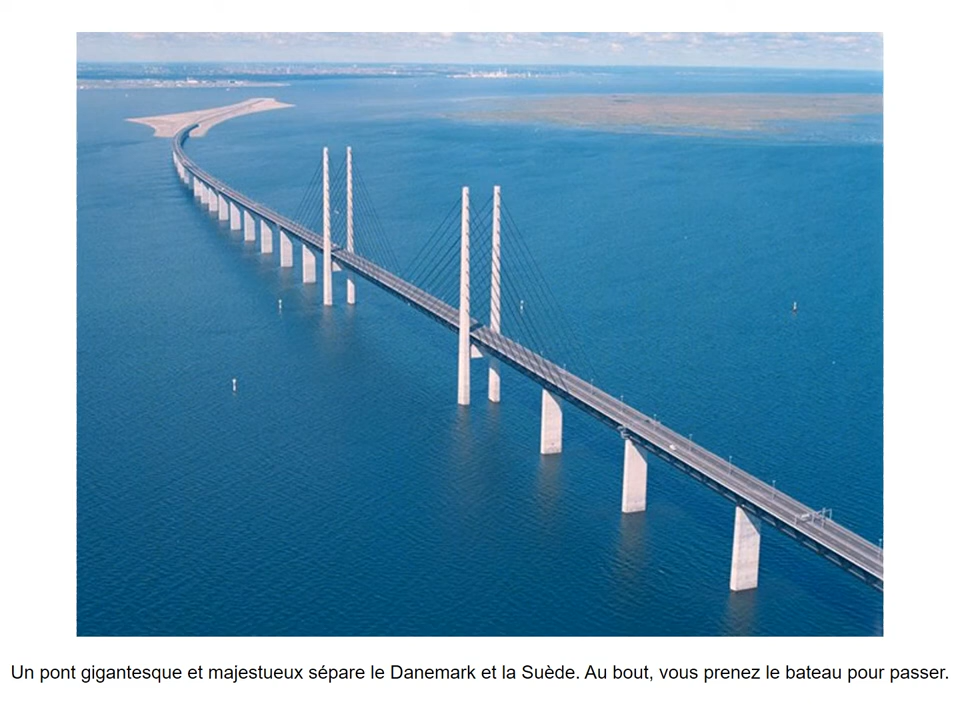 Un pont gigantesque et majestueux sépare le Danemark et la Suède. Au bout, vous prenez le bateau pour passer.